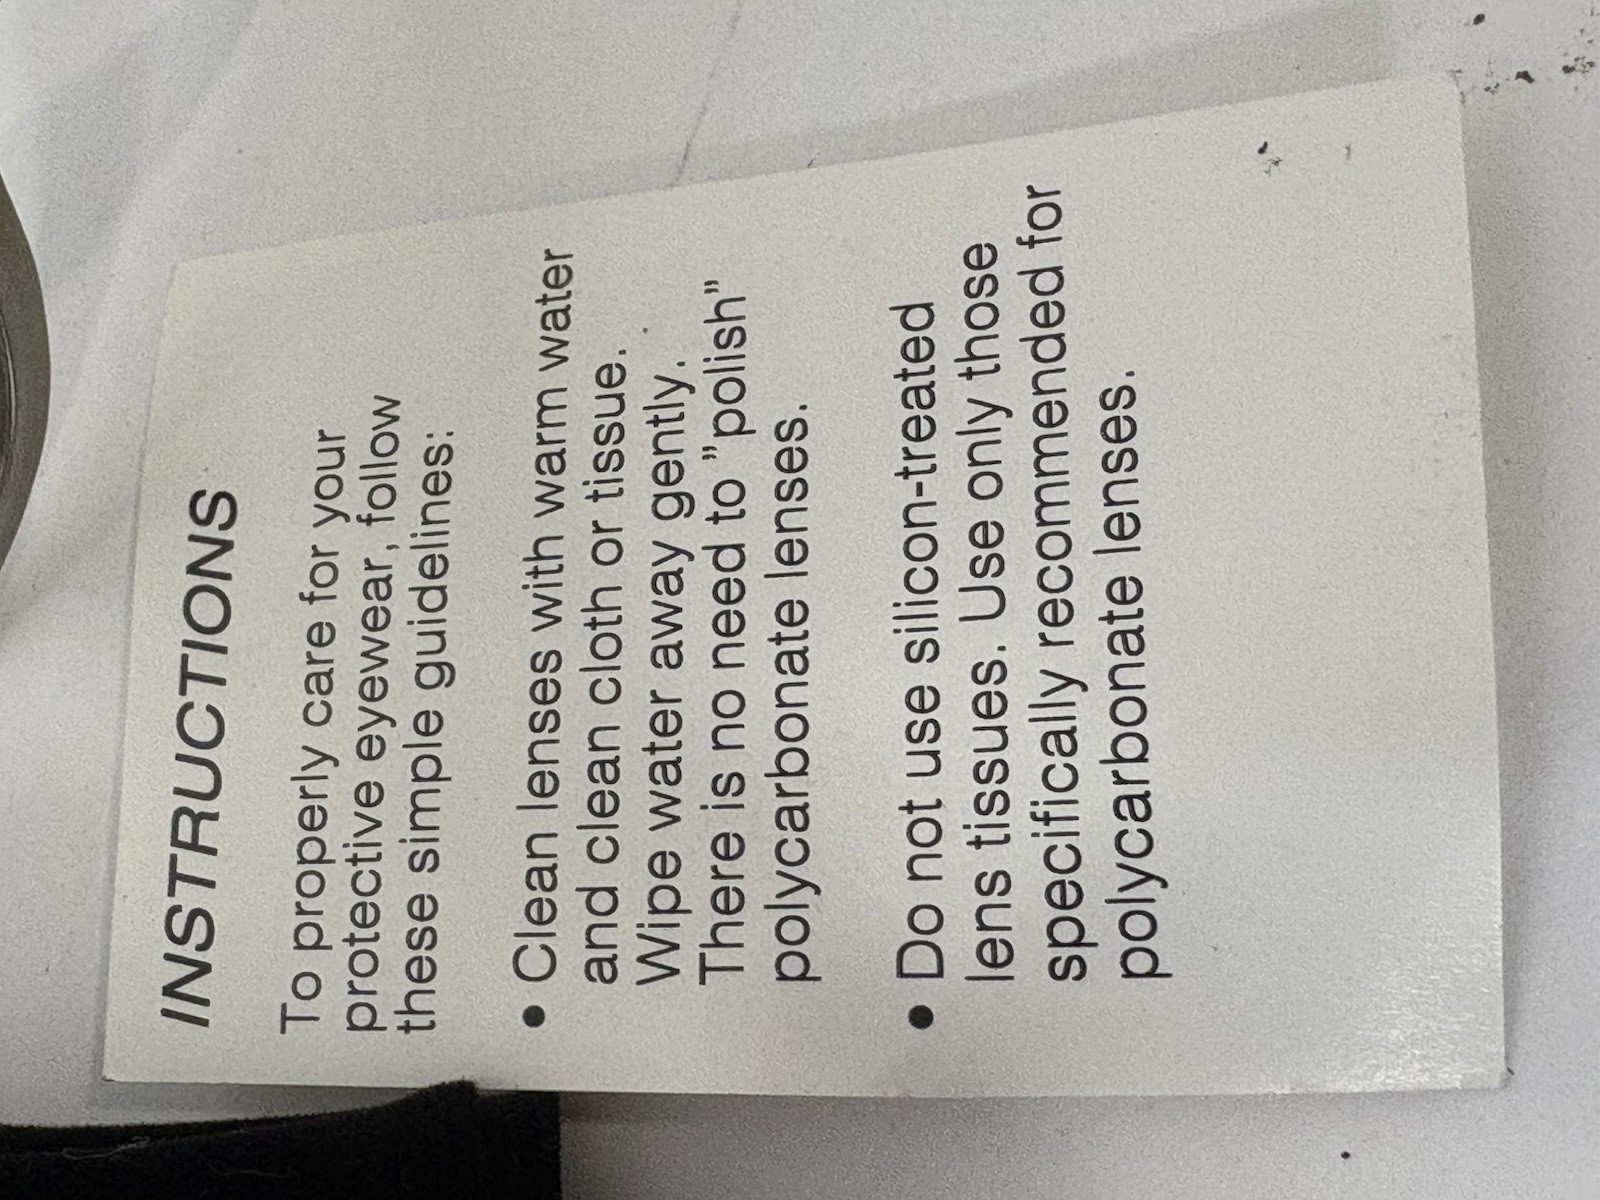 INSTRUCTIONS
To properly care for your
protective eyewear, follow
these simple guidelines:
• Clean lenses with warm water
and clean cloth or tissue.
Wipe water away gently.
There is no need to "polish"
polycarbonate lenses.
• Do not use silicon-treated
lens tissues. Use only those
specifically recommended for
polycarbonate lenses.